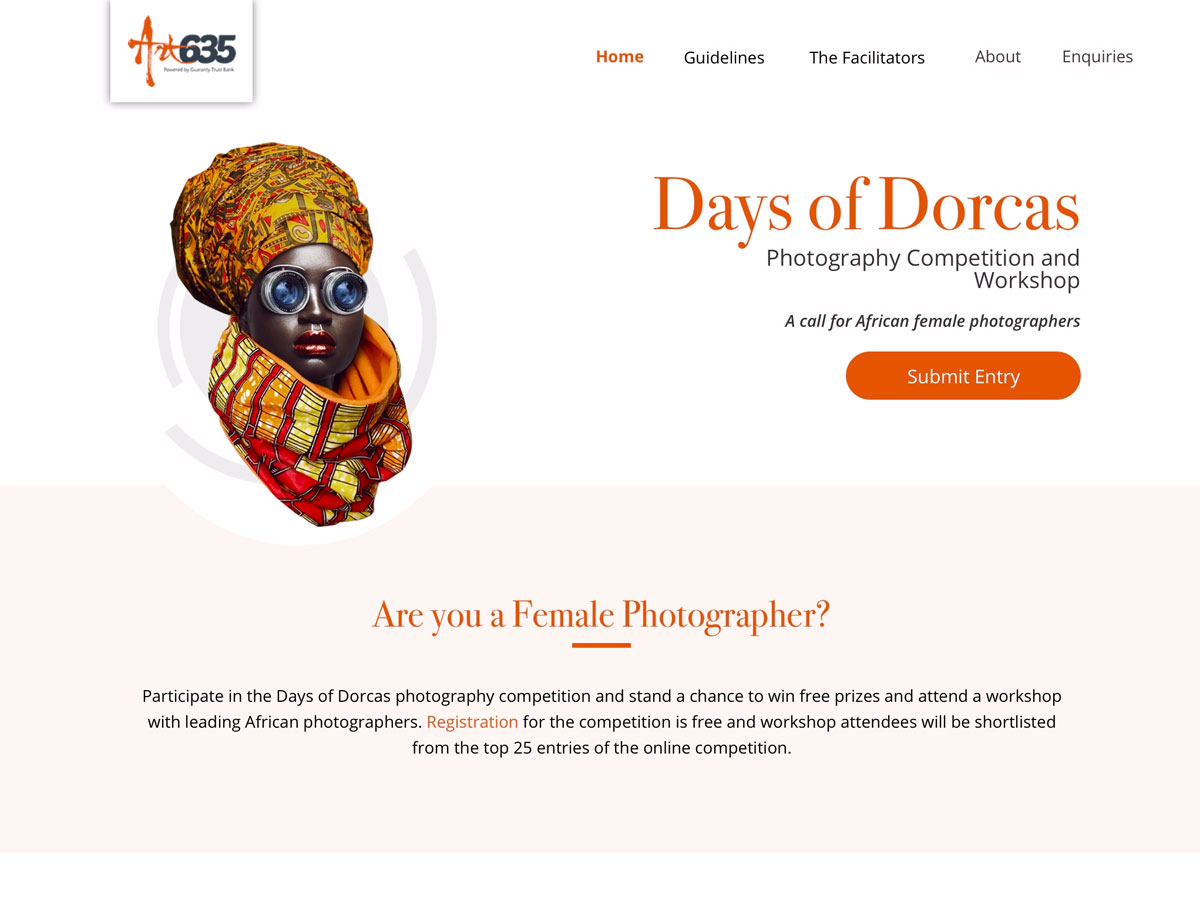 Art635
Powered by Guaranty Trust Bank
Home Guidelines The Facilitators About Enquiries
Days of Dorcas
Photography Competition and
Workshop
A call for African female photographers
Submit Entry
Are you a Female Photographer?
Participate in the Days of Dorcas photography competition and stand a chance to win free prizes and attend a workshop
with leading African photographers. Registration for the competition is free and workshop attendees will be shortlisted
from the top 25 entries of the online competition.